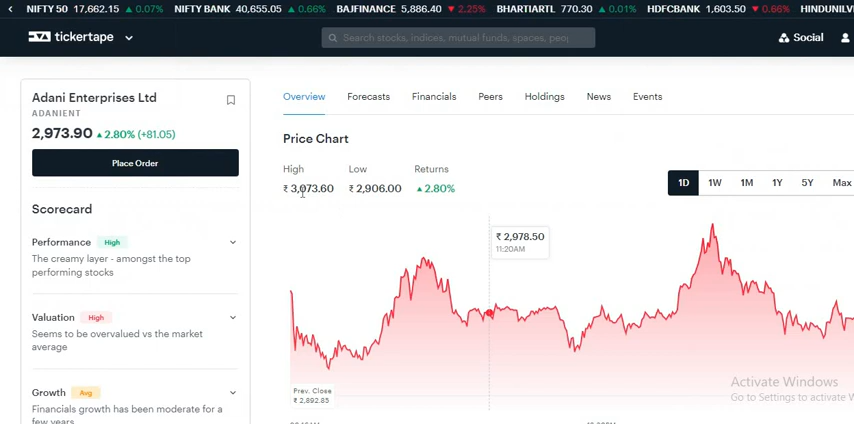 NIFTY 50 17,662.15 ▲ 0.07% NIFTY BANK 40,655.05 ▲ 0.66% BAJFINANCE 5,886.40 ▼ 2.25% BHARTIARTL 770.30 ▲ 0.01% HDFCBANK 1,603.50 ▼ 0.66% HINDUNILV
tickertape
Search stocks, indices, mutual funds, spaces, peop
Social
Adani Enterprises Ltd
ADANIENT
2,973.90 ▲ 2.80% (+81.05)
Place Order
Scorecard
Performance High
The creamy layer - amongst the top
performing stocks
Valuation High
Seems to be overvalued vs the market
average
Growth Avg
Financials growth has been moderate for a
few years
Overview Forecasts Financials Peers Holdings News Events
Price Chart
High Low Returns
₹ 3,073.60 ₹ 2,906.00 ▲ 2.80%
1D 1W 1M 1Y 5Y Max
₹ 2,978.50
11:20AM
Prev. Close
₹ 2,892.85
Activate Windows
Go to Settings to activate W